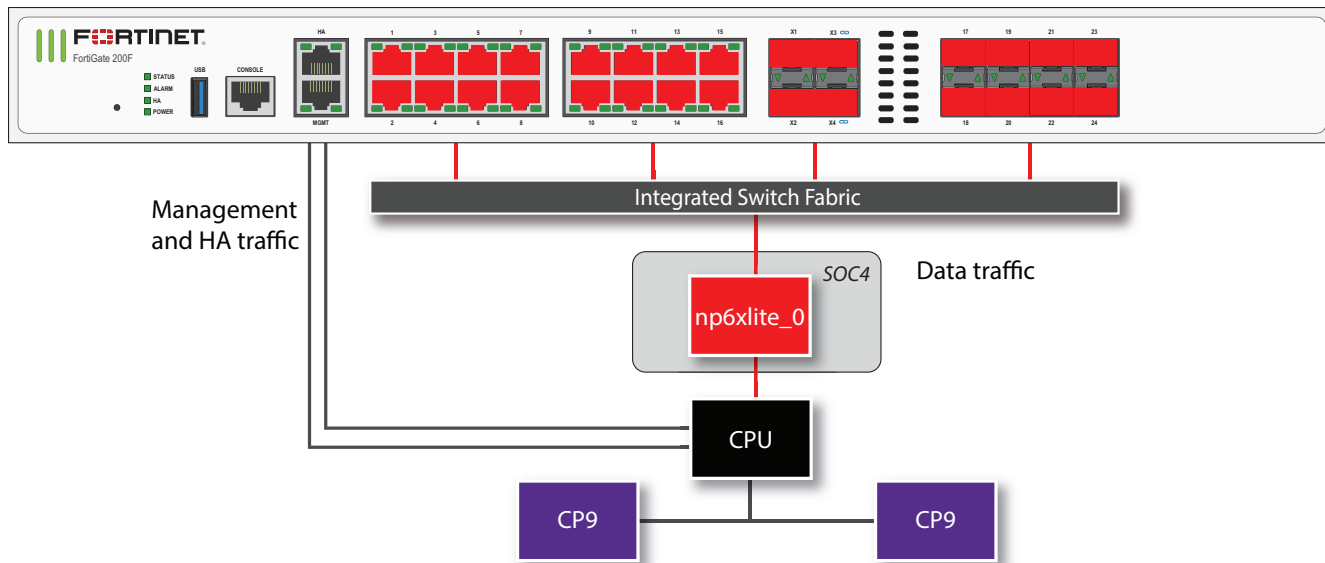 FORTINET
FortiGate 200F
STATUS
ALARM
HA
POWER
USB
CONSOLE
HA
MGMT
1 3 5 7
2 4 6 8
9 11 13 15
10 12 14 16
X1 X3
X2 X4
17 19 21 23
18 20 22 24
Integrated Switch Fabric
Management
and HA traffic
SOC4
Data traffic
np6xlite_0
CPU
CP9
CP9